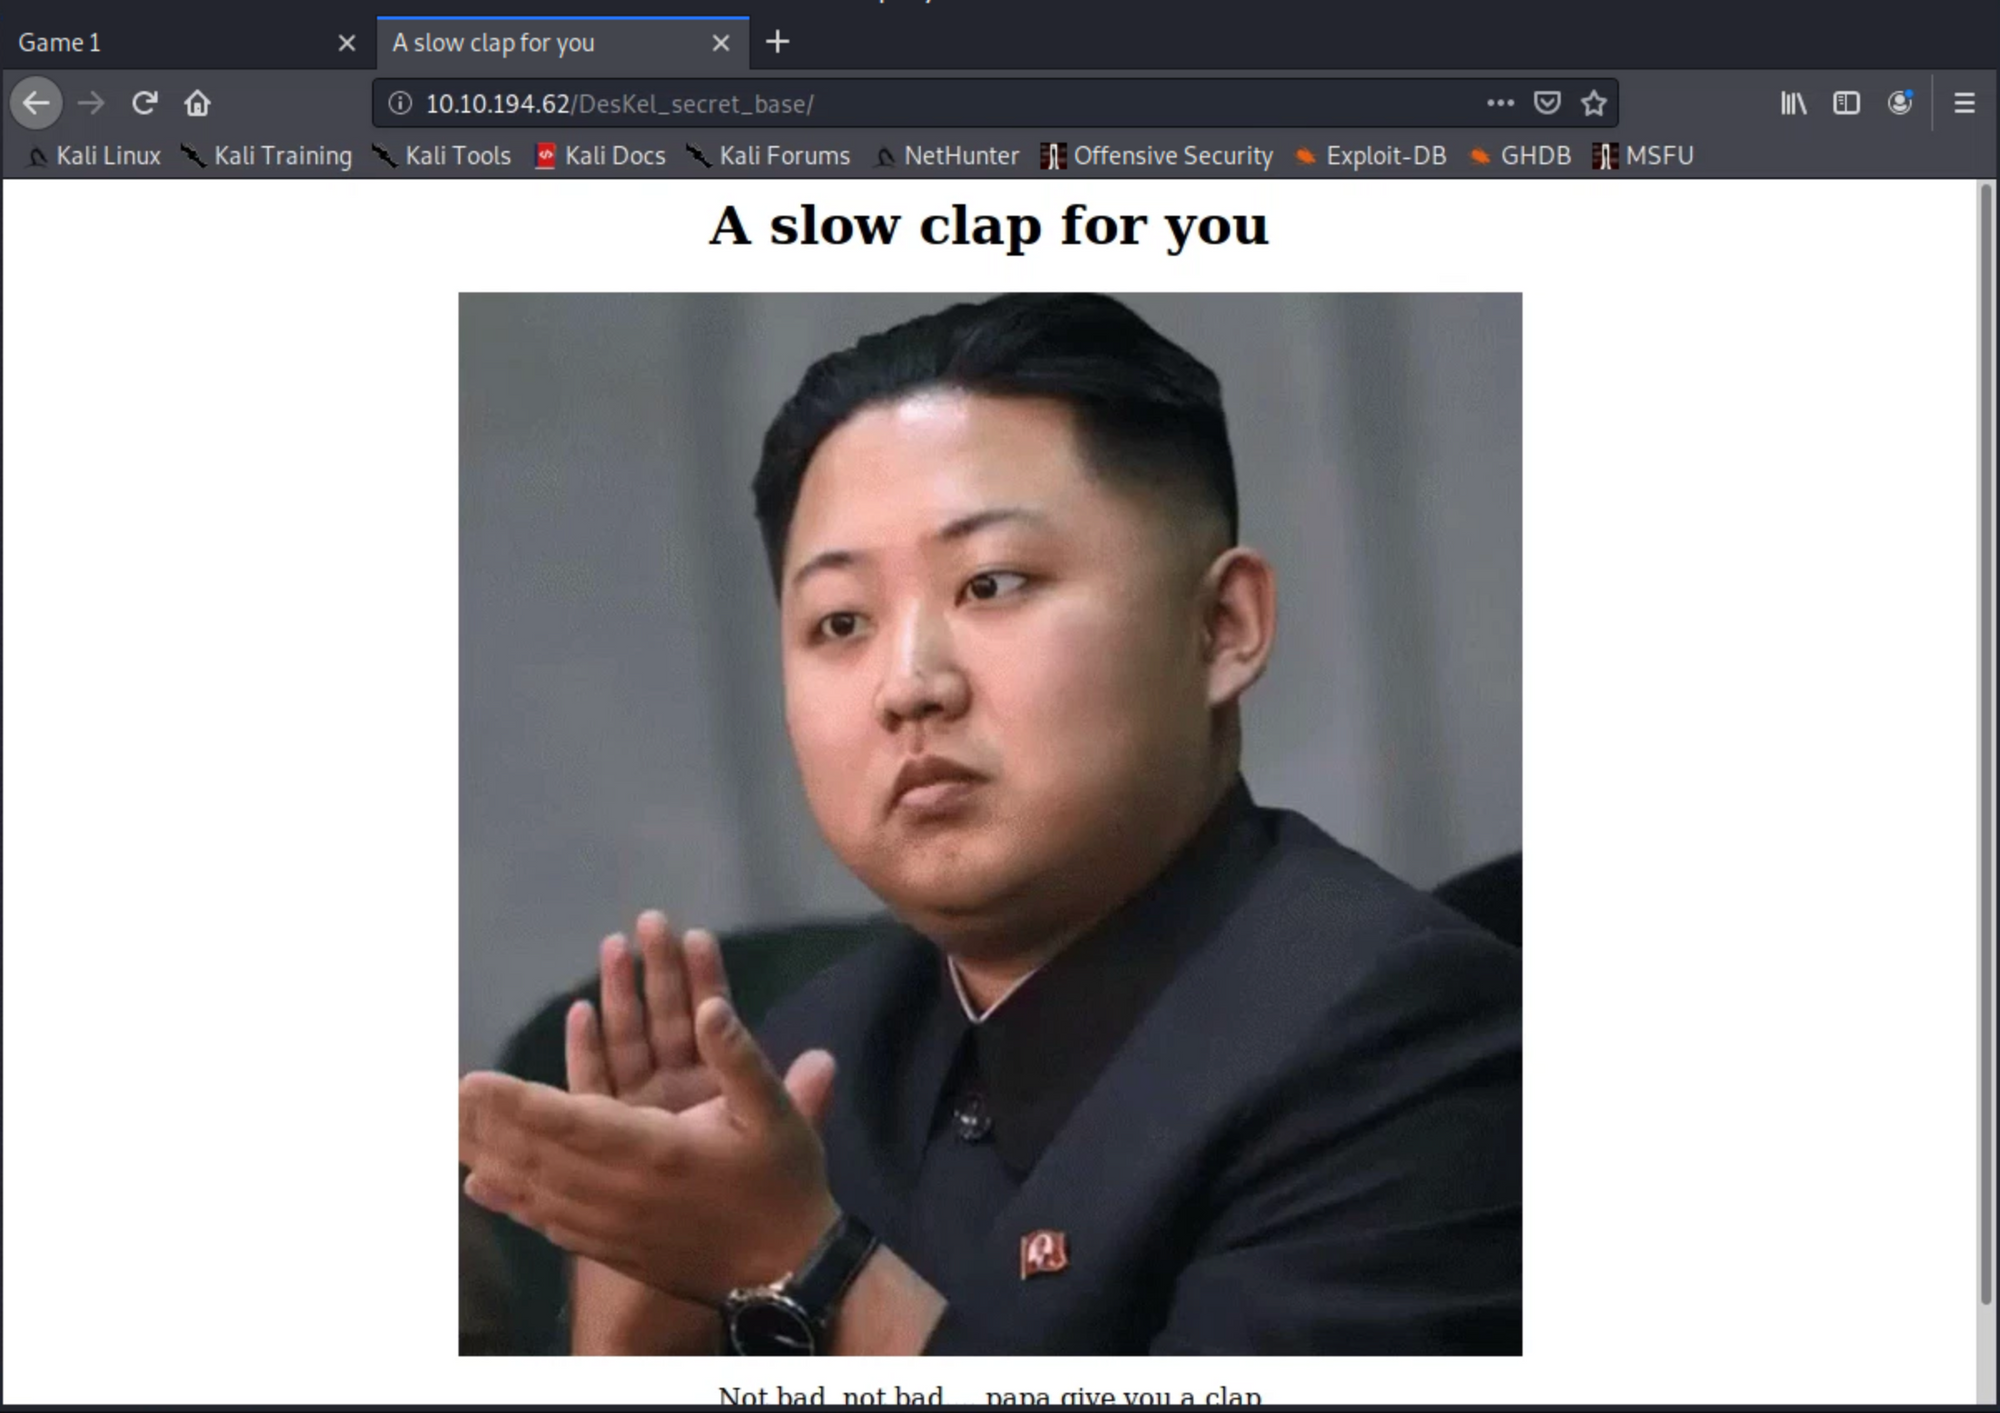 Game 1
A slow clap for you
10.10.194.62/DesKel_secret_base/
Kali Linux Kali Training Kali Tools Kali Docs Kali Forums NetHunter Offensive Security Exploit-DB GHDB MSFU
A slow clap for you
Not bad, not bad.... papa give you a clap